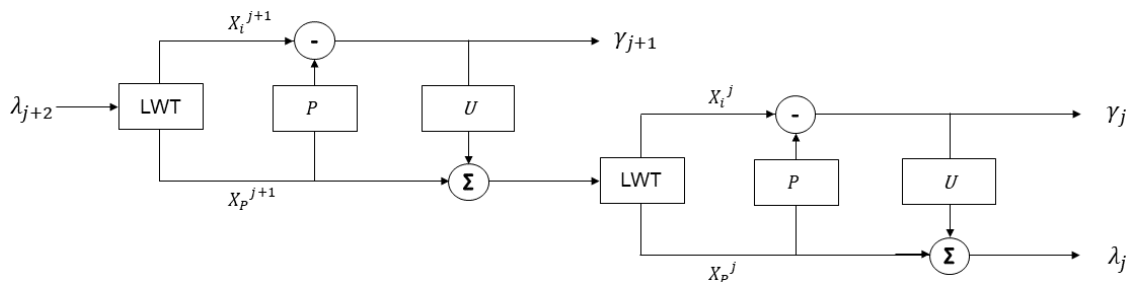 X_i^{j+1}
-
γ_{j+1}
λ_{j+2}
LWT
P
U
X_P^{j+1}
Σ
X_i^j
-
γ_j
LWT
P
U
X_P^j
Σ
λ_j